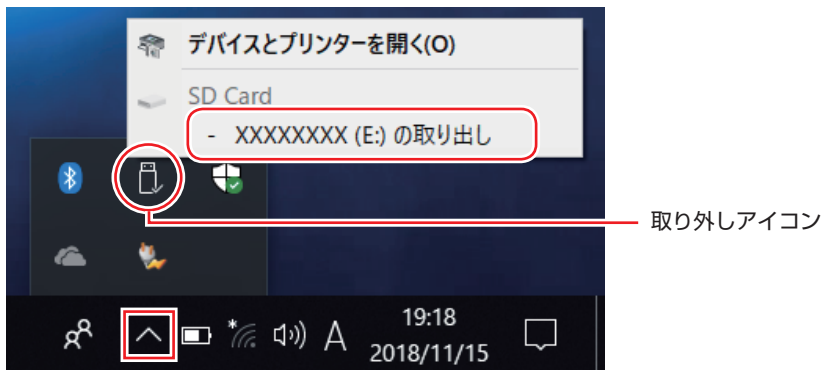 デバイスとプリンターを開く(O)
SD Card
- XXXXXXXX (E:) の取り出し
取り外しアイコン
A
19:18
2018/11/15